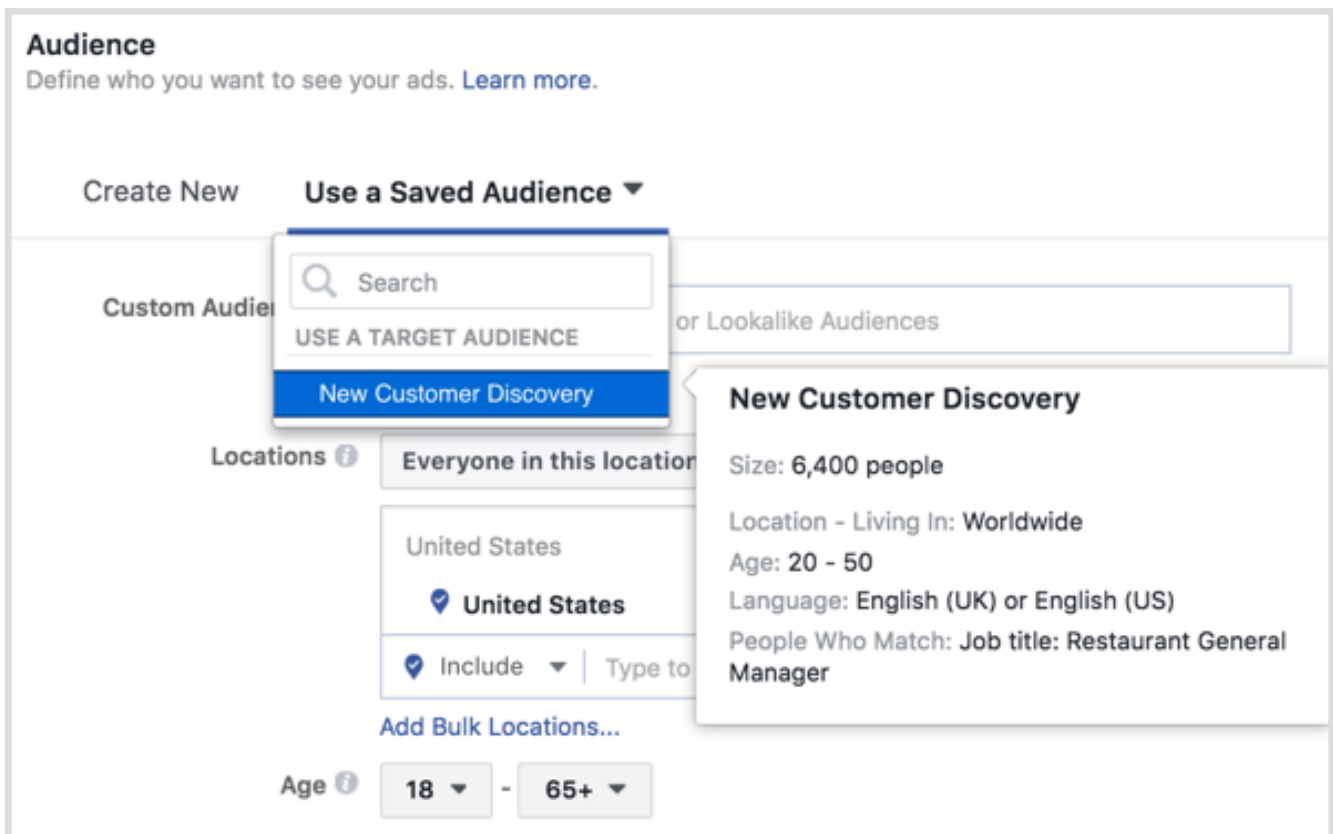 Audience
Define who you want to see your ads. Learn more.
Create New
Use a Saved Audience
Search
USE A TARGET AUDIENCE
New Customer Discovery
Custom Audie
or Lookalike Audiences
New Customer Discovery
Size: 6,400 people
Location - Living In: Worldwide
Age: 20 - 50
Language: English (UK) or English (US)
People Who Match: Job title: Restaurant General
Manager
Locations
Everyone in this location
United States
United States
Include
Type to
Add Bulk Locations...
Age
18 - 65+